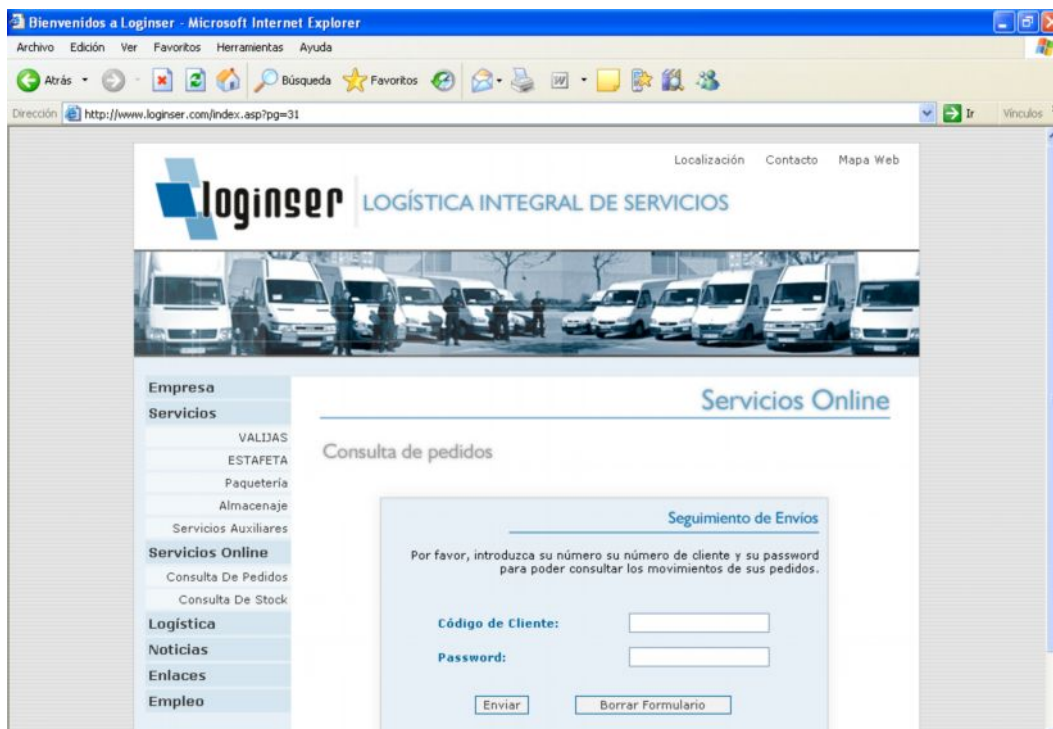 Bienvenidos a Loginser - Microsoft Internet Explorer
Archivo Edición Ver Favoritos Herramientas Ayuda
Atrás Búsqueda Favoritos
Dirección http://www.loginser.com/index.asp?pg=31 Ir Vínculos
Localización Contacto Mapa Web
loginser LOGÍSTICA INTEGRAL DE SERVICIOS
Empresa
Servicios
VALIJAS
ESTAFETA
Paquetería
Almacenaje
Servicios Auxiliares
Servicios Online
Consulta De Pedidos
Consulta De Stock
Logística
Noticias
Enlaces
Empleo
Servicios Online
Consulta de pedidos
Seguimiento de Envíos
Por favor, introduzca su número su número de cliente y su password
para poder consultar los movimientos de sus pedidos.
Código de Cliente:
Password:
Enviar Borrar Formulario